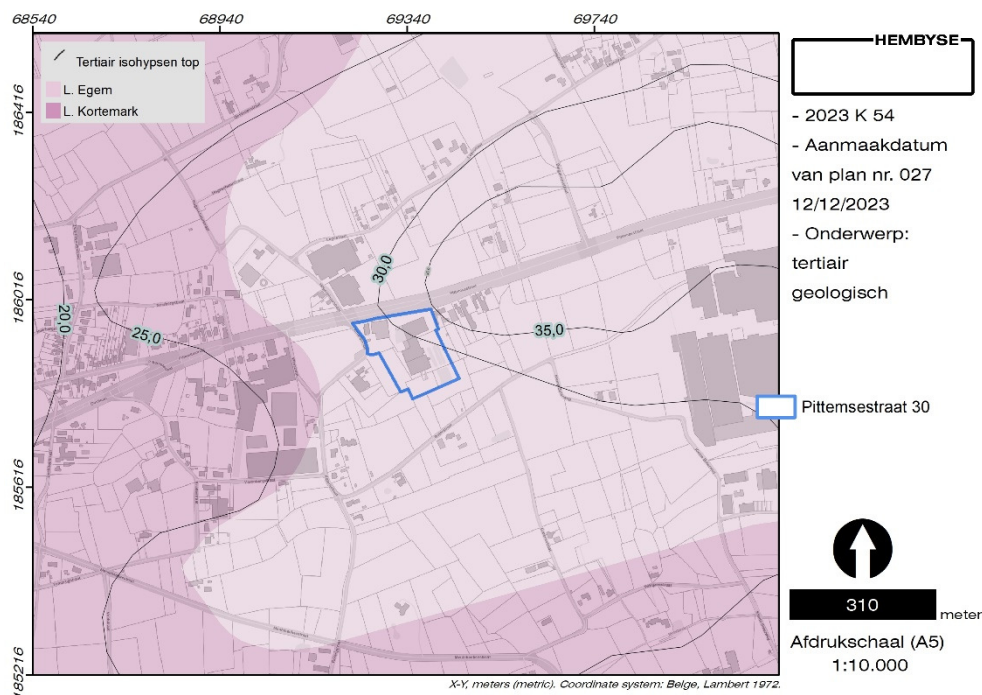 68540
68940
69340
69740
186416
186016
185616
185216
Tertiair isohypsen top
L. Egem
L. Kortemark
30,0
35,0
25,0
20,0
X-Y, meters (metric). Coordinate system: Belge, Lambert 1972.
HEMBYSE
- 2023 K 54
- Aanmaakdatum
van plan nr. 027
12/12/2023
- Onderwerp:
tertiair
geologisch
Pittemsestraat 30
310
meter
Afdrukschaal (A5)
1:10.000